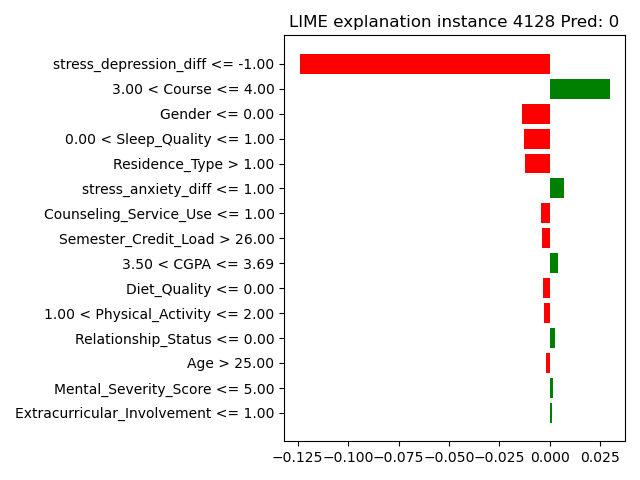 LIME explanation instance 4128 Pred: 0
stress_depression_diff <= -1.00
3.00 < Course <= 4.00
Gender <= 0.00
0.00 < Sleep_Quality <= 1.00
Residence_Type > 1.00
stress_anxiety_diff <= 1.00
Counseling_Service_Use <= 1.00
Semester_Credit_Load > 26.00
3.50 < CGPA <= 3.69
Diet_Quality <= 0.00
1.00 < Physical_Activity <= 2.00
Relationship_Status <= 0.00
Age > 25.00
Mental_Severity_Score <= 5.00
Extracurricular_Involvement <= 1.00
−0.125 −0.100 −0.075 −0.050 −0.025 0.000 0.025